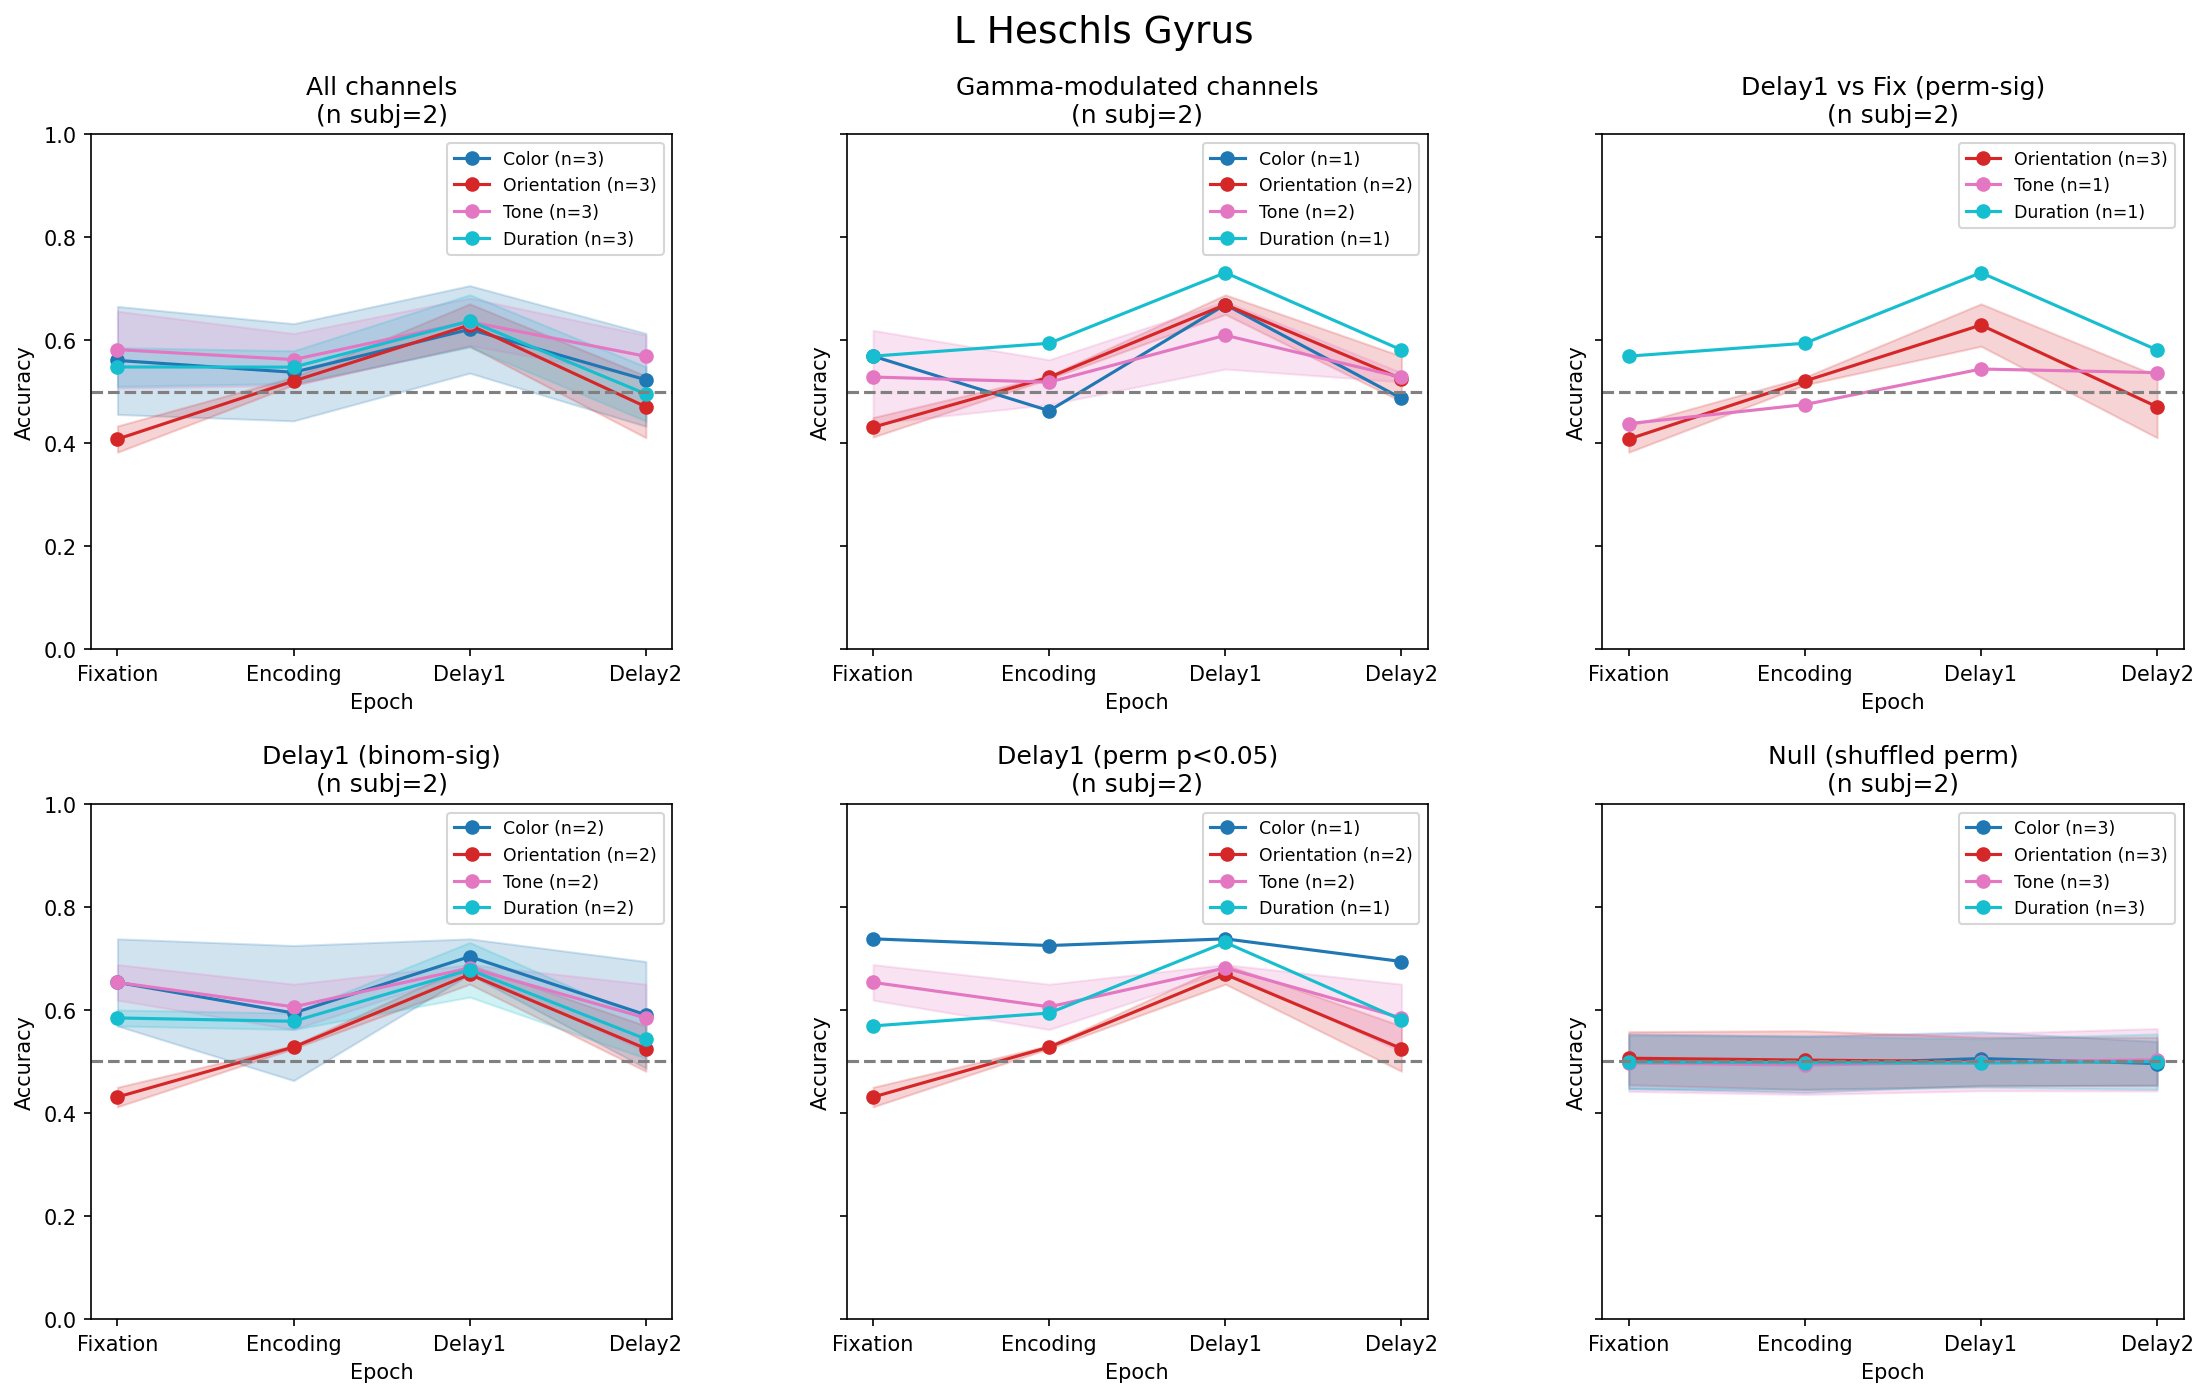 L Heschls Gyrus
All channels
(n subj=2)
1.0
0.8
0.6
0.4
0.2
0.0
Accuracy
Color (n=3)
Orientation (n=3)
Tone (n=3)
Duration (n=3)
Fixation Encoding Delay1 Delay2
Epoch
Gamma-modulated channels
(n subj=2)
Accuracy
Color (n=1)
Orientation (n=2)
Tone (n=2)
Duration (n=1)
Fixation Encoding Delay1 Delay2
Epoch
Delay1 vs Fix (perm-sig)
(n subj=2)
Accuracy
Orientation (n=3)
Tone (n=1)
Duration (n=1)
Fixation Encoding Delay1 Delay2
Epoch
Delay1 (binom-sig)
(n subj=2)
1.0
0.8
0.6
0.4
0.2
0.0
Accuracy
Color (n=2)
Orientation (n=2)
Tone (n=2)
Duration (n=2)
Fixation Encoding Delay1 Delay2
Epoch
Delay1 (perm p<0.05)
(n subj=2)
Accuracy
Color (n=1)
Orientation (n=2)
Tone (n=2)
Duration (n=1)
Fixation Encoding Delay1 Delay2
Epoch
Null (shuffled perm)
(n subj=2)
Accuracy
Color (n=3)
Orientation (n=3)
Tone (n=3)
Duration (n=3)
Fixation Encoding Delay1 Delay2
Epoch